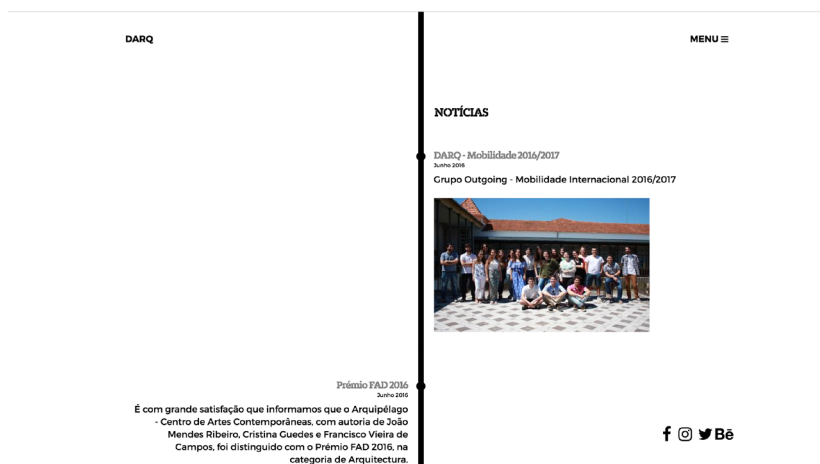 DARQ
MENU
NOTÍCIAS
DARQ - Mobilidade 2016/2017
Junho 2016
Grupo Outgoing - Mobilidade Internacional 2016/2017
Prémio FAD 2016
Junho 2016
É com grande satisfação que informamos que o Arquipélago
- Centro de Artes Contemporâneas, com autoria de João
Mendes Ribeiro, Cristina Guedes e Francisco Vieira de
Campos, foi distinguido com o Prémio FAD 2016, na
categoria de Arquitectura.
Bē